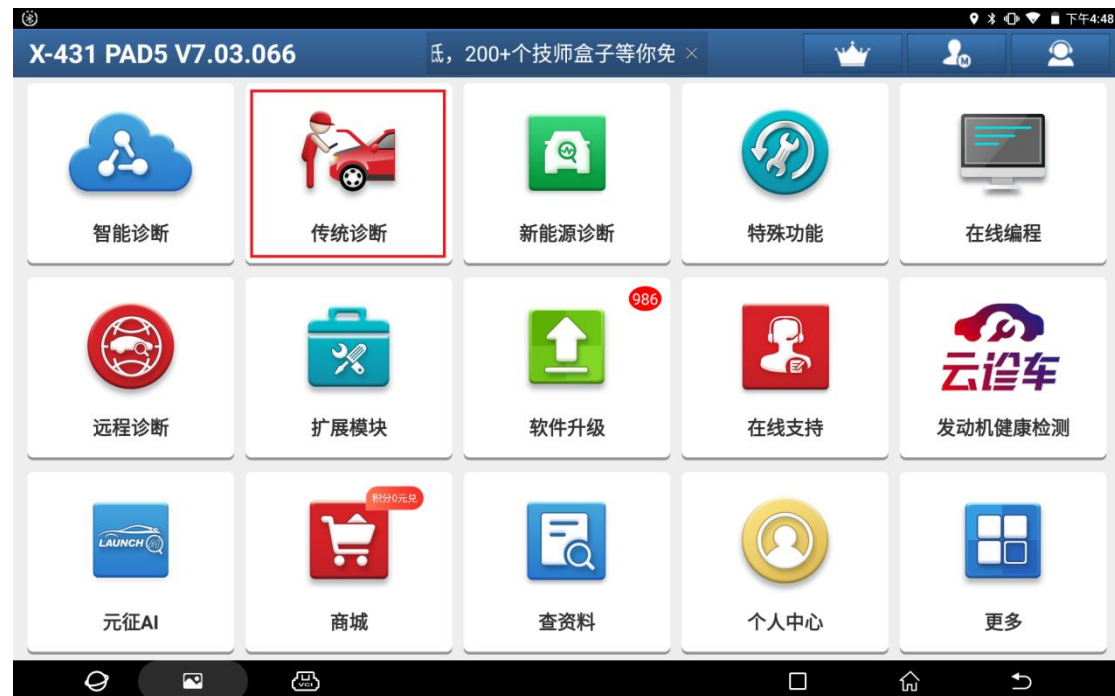 下午4:48
X-431 PAD5 V7.03.066
氐，200+个技师盒子等你免 ×
M
智能诊断
传统诊断
新能源诊断
特殊功能
在线编程
986
云诊车
远程诊断
扩展模块
软件升级
在线支持
发动机健康检测
积分0元兑
LAUNCH
元征AI
商城
查资料
个人中心
更多
VCI